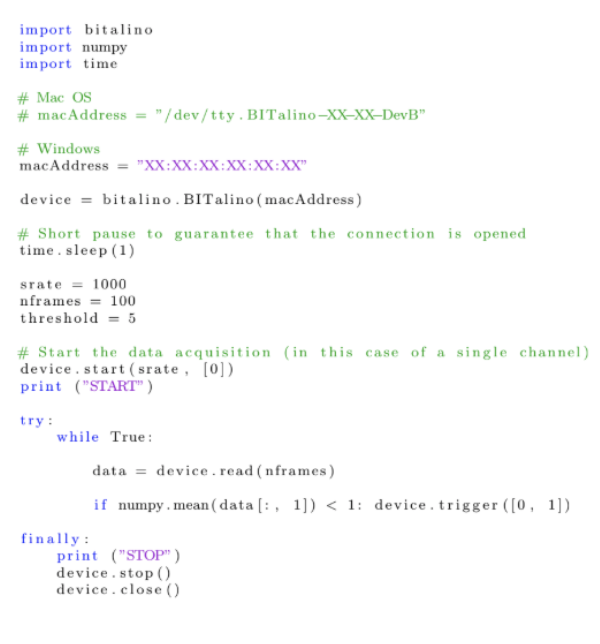 import bitalino
import numpy
import time
# Mac OS
# macAddress = "/dev/tty.BITalino-XX-XX-DevB"
# Windows
macAddress = "XX:XX:XX:XX:XX:XX"
device = bitalino.BITalino(macAddress)
# Short pause to guarantee that the connection is opened
time.sleep(1)
srate = 1000
nframes = 100
threshold = 5
# Start the data acquisition (in this case of a single channel)
device.start(srate, [0])
print ("START")
try:
    while True:
        data = device.read(nframes)
        if numpy.mean(data[:, 1]) < 1: device.trigger([0, 1])
finally:
    print ("STOP")
    device.stop()
    device.close()